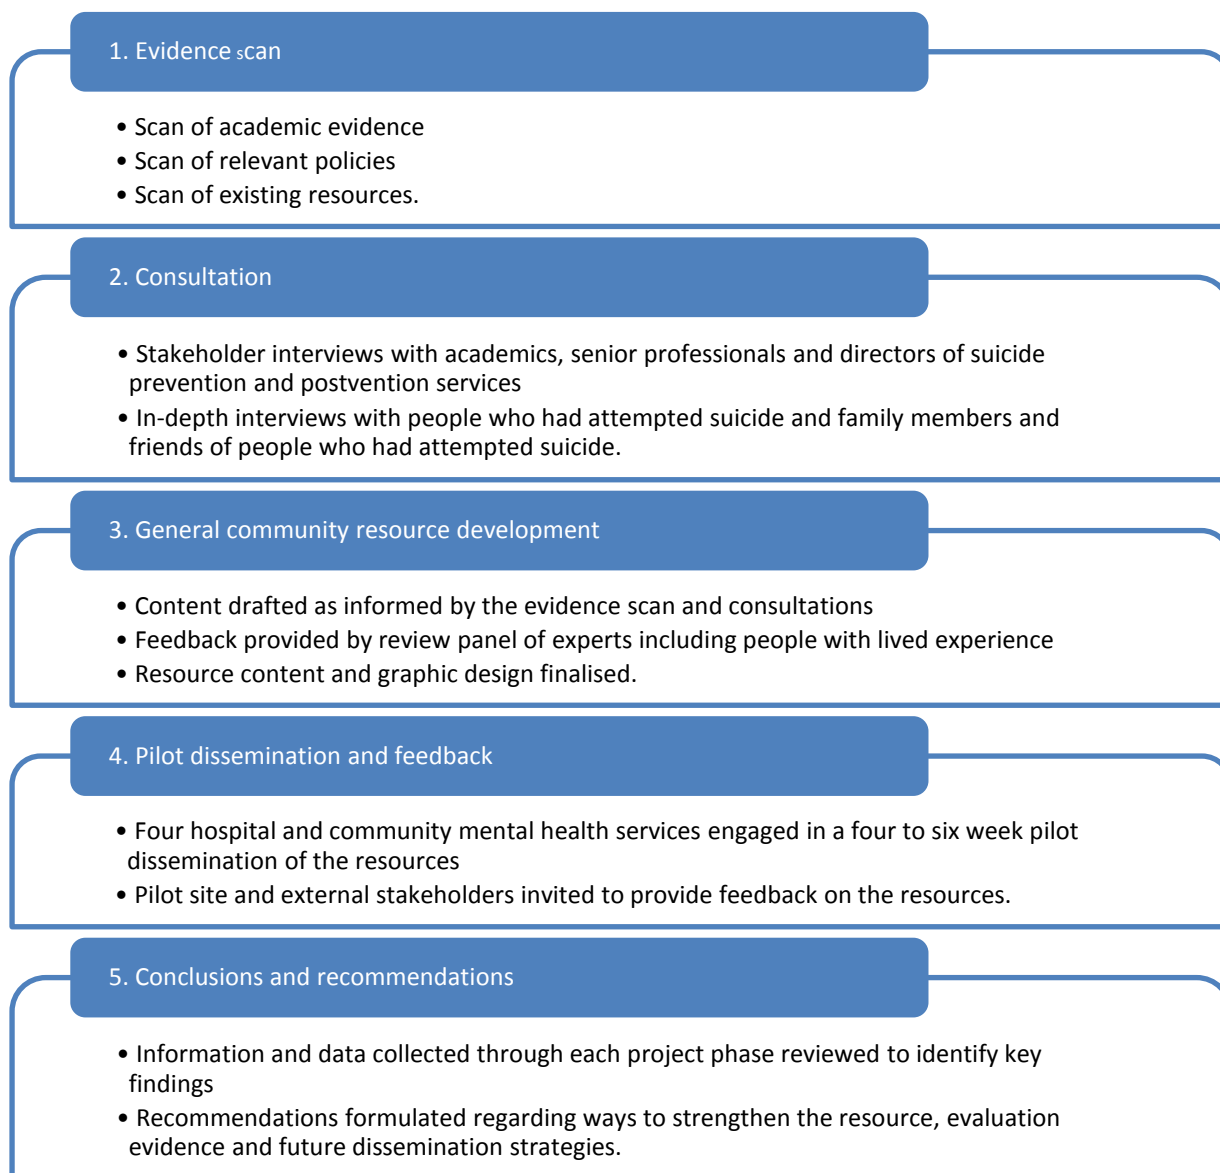 1. Evidence scan
• Scan of academic evidence
• Scan of relevant policies
• Scan of existing resources.
2. Consultation
• Stakeholder interviews with academics, senior professionals and directors of suicide
prevention and postvention services
• In-depth interviews with people who had attempted suicide and family members and
friends of people who had attempted suicide.
3. General community resource development
• Content drafted as informed by the evidence scan and consultations
• Feedback provided by review panel of experts including people with lived experience
• Resource content and graphic design finalised.
4. Pilot dissemination and feedback
• Four hospital and community mental health services engaged in a four to six week pilot
dissemination of the resources
• Pilot site and external stakeholders invited to provide feedback on the resources.
5. Conclusions and recommendations
• Information and data collected through each project phase reviewed to identify key
findings
• Recommendations formulated regarding ways to strengthen the resource, evaluation
evidence and future dissemination strategies.